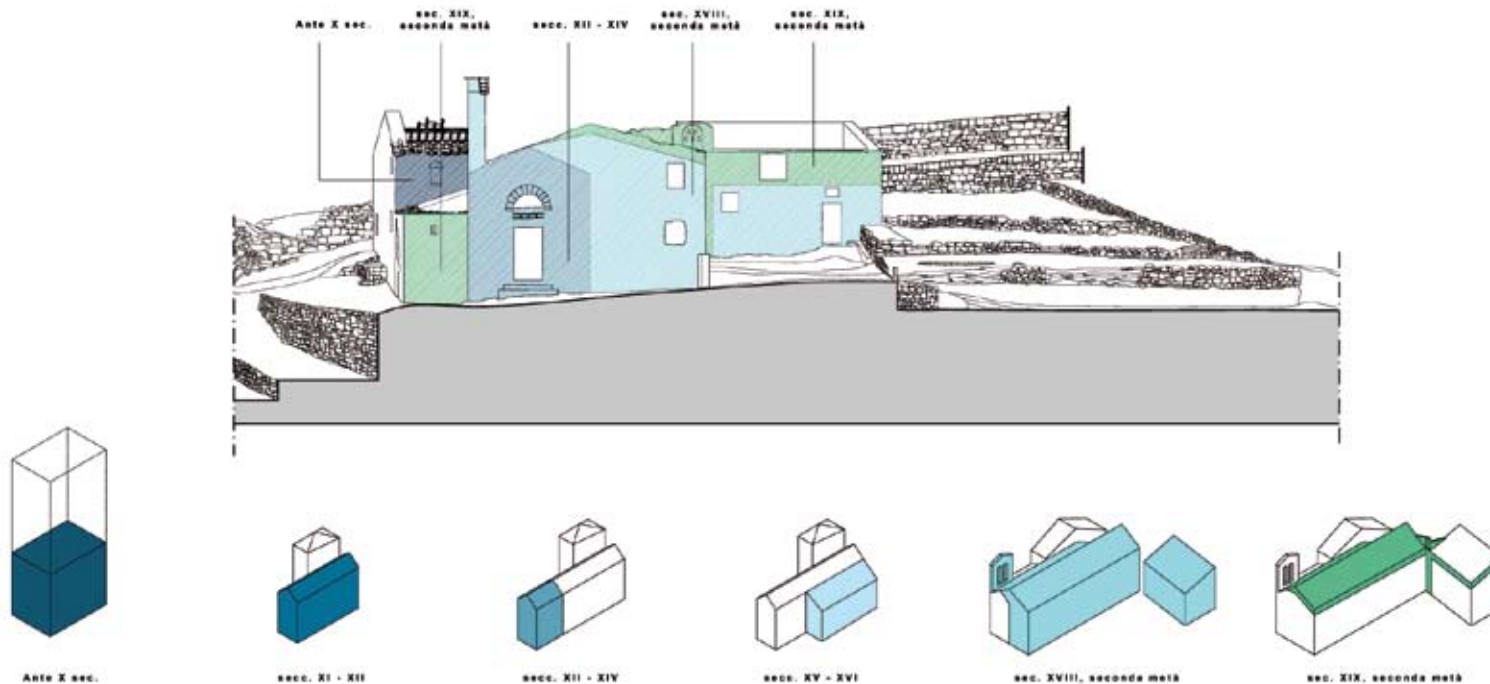 Ante X sec.
sec. XIX,
seconda metà
secc. XII - XIV
sec. XVIII,
seconda metà
sec. XIX,
seconda metà
Ante X sec.
secc. XI - XII
secc. XII - XIV
secc. XV - XVI
sec. XVIII, seconda metà
sec. XIX, seconda metà